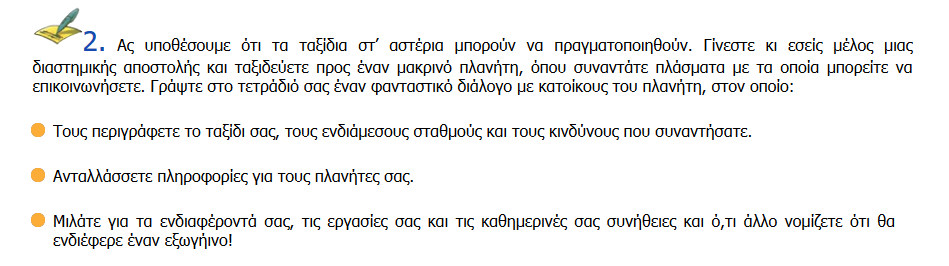 2. Ας υποθέσουμε ότι τα ταξίδια στ’ αστέρια μπορούν να πραγματοποιηθούν. Γίνεστε κι εσείς μέλος μιας
διαστημικής αποστολής και ταξιδεύετε προς έναν μακρινό πλανήτη, όπου συναντάτε πλάσματα με τα οποία μπορείτε να
επικοινωνήσετε. Γράψτε στο τετράδιό σας έναν φανταστικό διάλογο με κατοίκους του πλανήτη, στον οποίο:
Τους περιγράφετε το ταξίδι σας, τους ενδιάμεσους σταθμούς και τους κινδύνους που συναντήσατε.
Ανταλλάσσετε πληροφορίες για τους πλανήτες σας.
Μιλάτε για τα ενδιαφέροντά σας, τις εργασίες σας και τις καθημερινές σας συνήθειες και ό,τι άλλο νομίζετε ότι θα
ενδιέφερε έναν εξωγήινο!